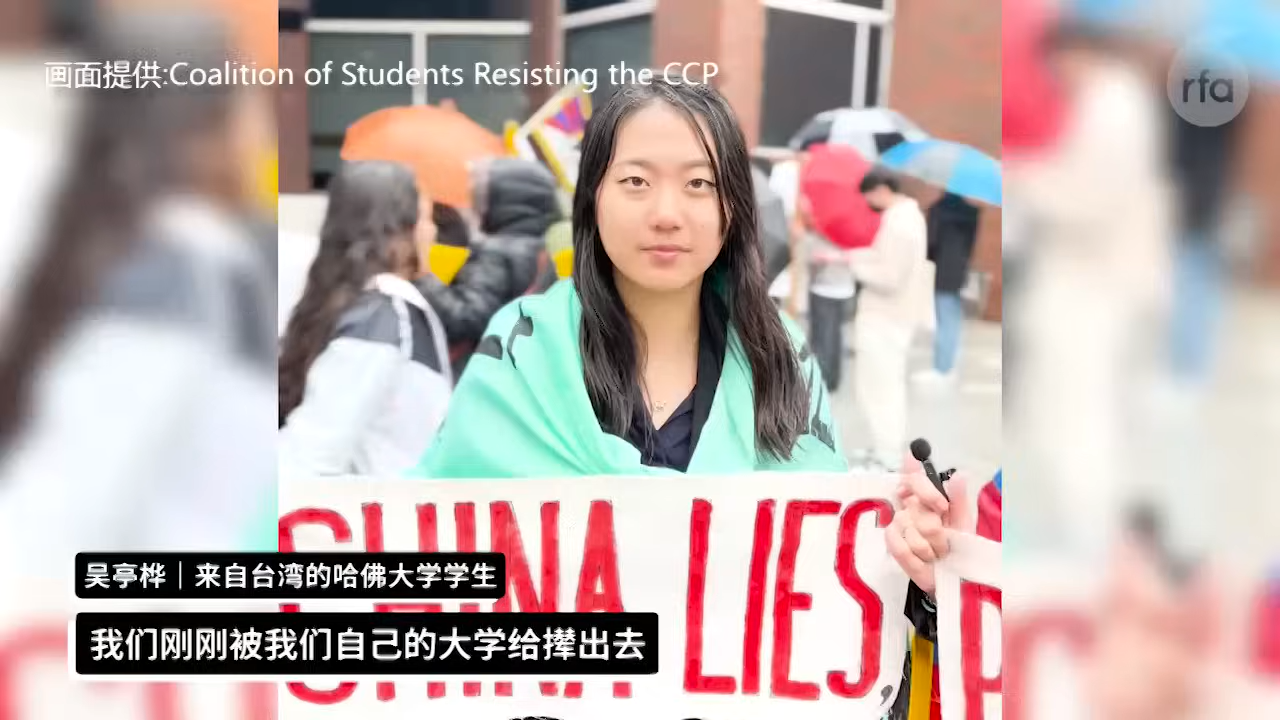 画面提供:Coalition of Students Resisting the CCP
rfa
CHINA LIES,
吴亭桦｜来自台湾的哈佛大学学生
我们刚刚被我们自己的大学给撵出去